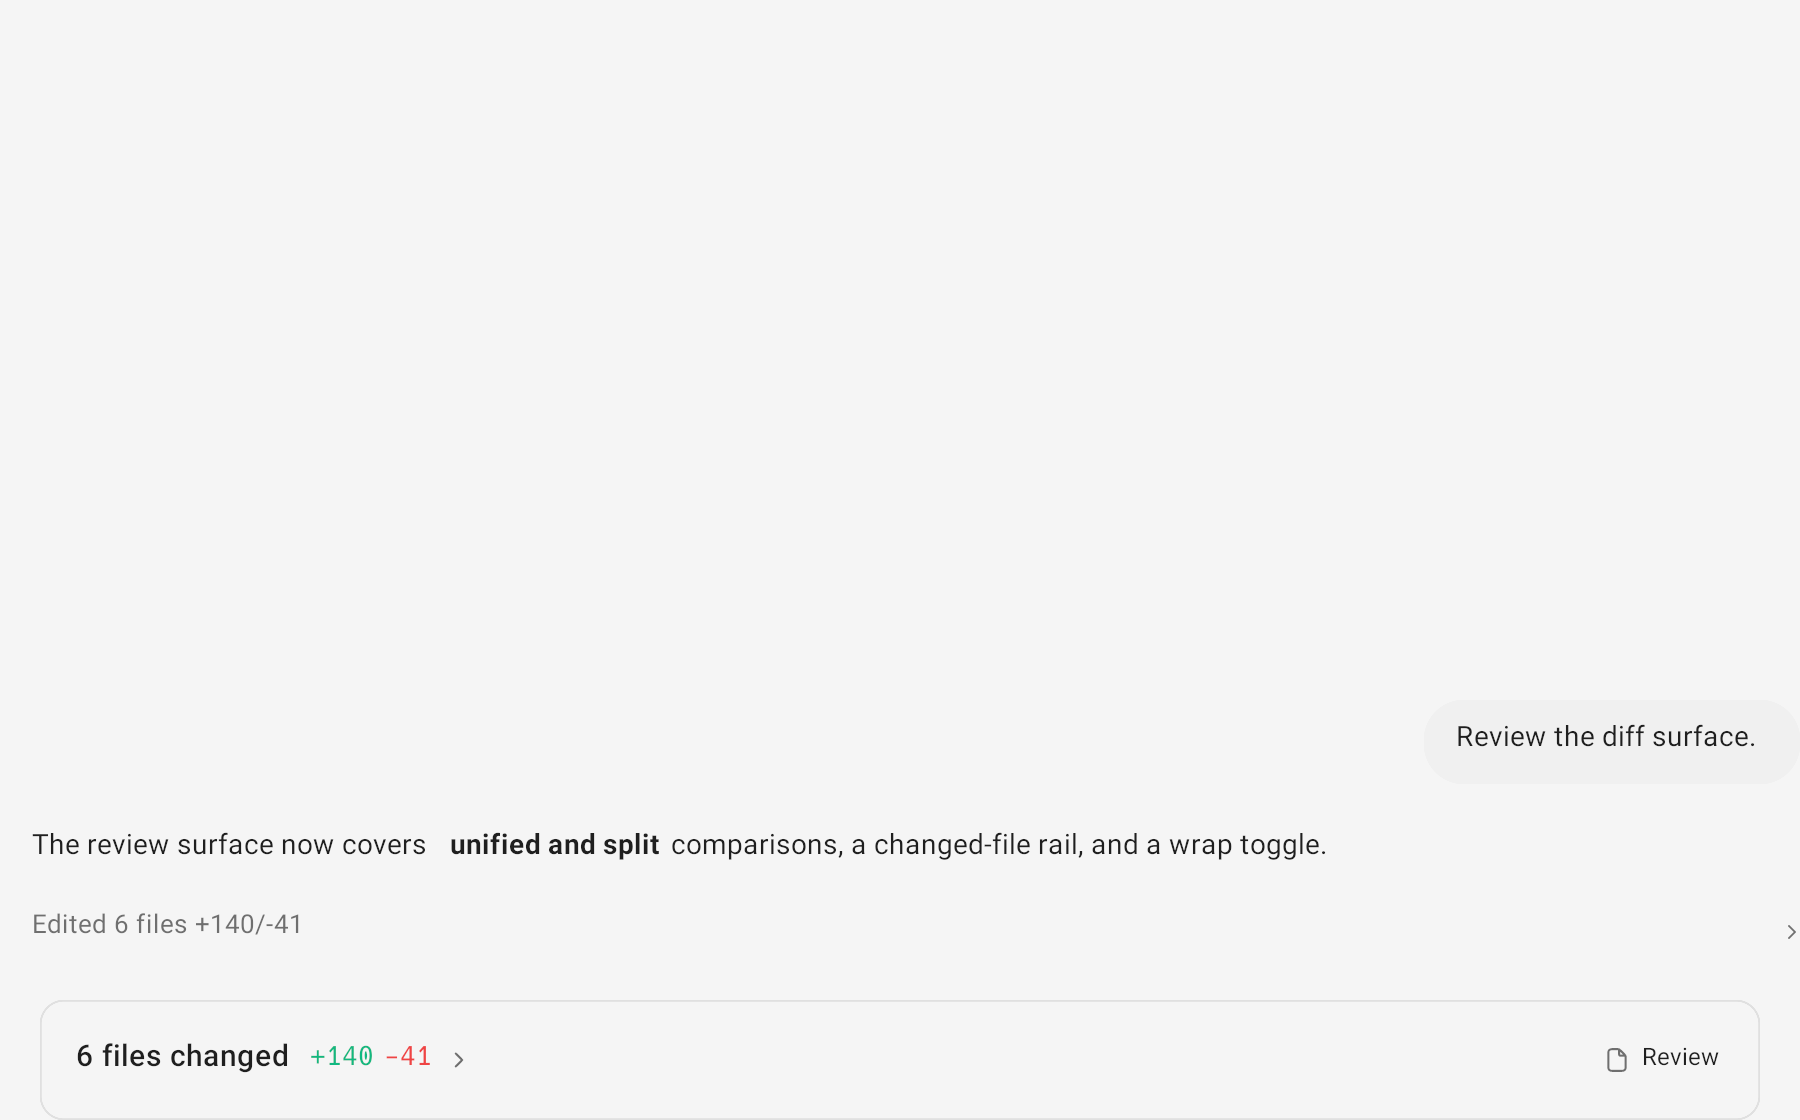 Review the diff surface.
The review surface now covers unified and split comparisons, a changed-file rail, and a wrap toggle.
Edited 6 files +140/-41
6 files changed +140 −41
Review